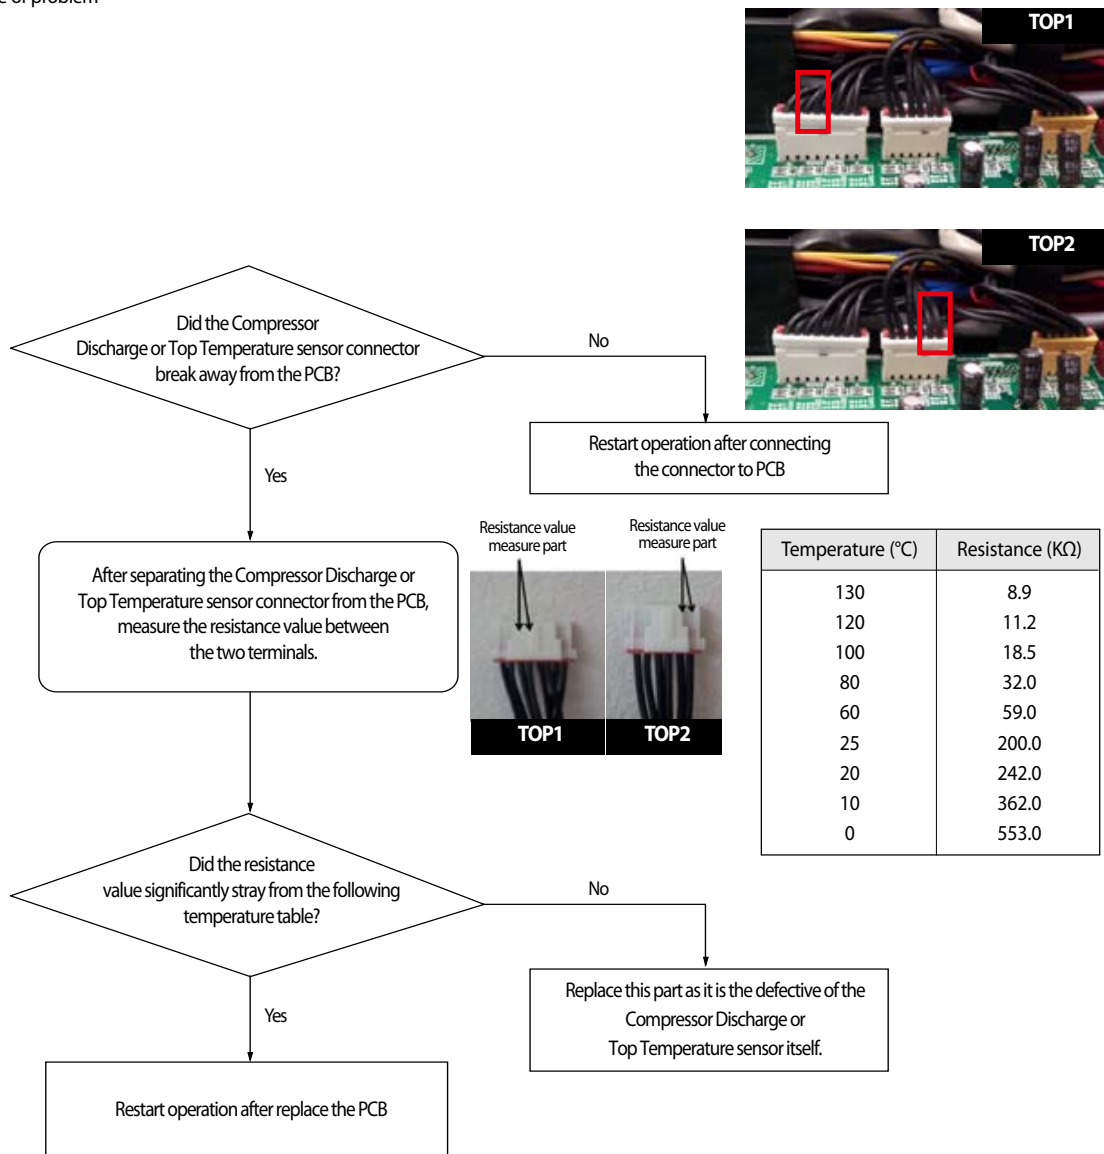 of problem
TOP1
TOP2
Did the Compressor
Discharge or Top Temperature sensor connector
break away from the PCB?
No
Restart operation after connecting
the connector to PCB
Yes
After separating the Compressor Discharge or
Top Temperature sensor connector from the PCB,
measure the resistance value between
the two terminals.
Resistance value
measure part
Resistance value
measure part
TOP1
TOP2
Temperature (°C) Resistance (KΩ)
130 8.9
120 11.2
100 18.5
80 32.0
60 59.0
25 200.0
20 242.0
10 362.0
0 553.0
Did the resistance
value significantly stray from the following
temperature table?
No
Replace this part as it is the defective of the
Compressor Discharge or
Top Temperature sensor itself.
Yes
Restart operation after replace the PCB